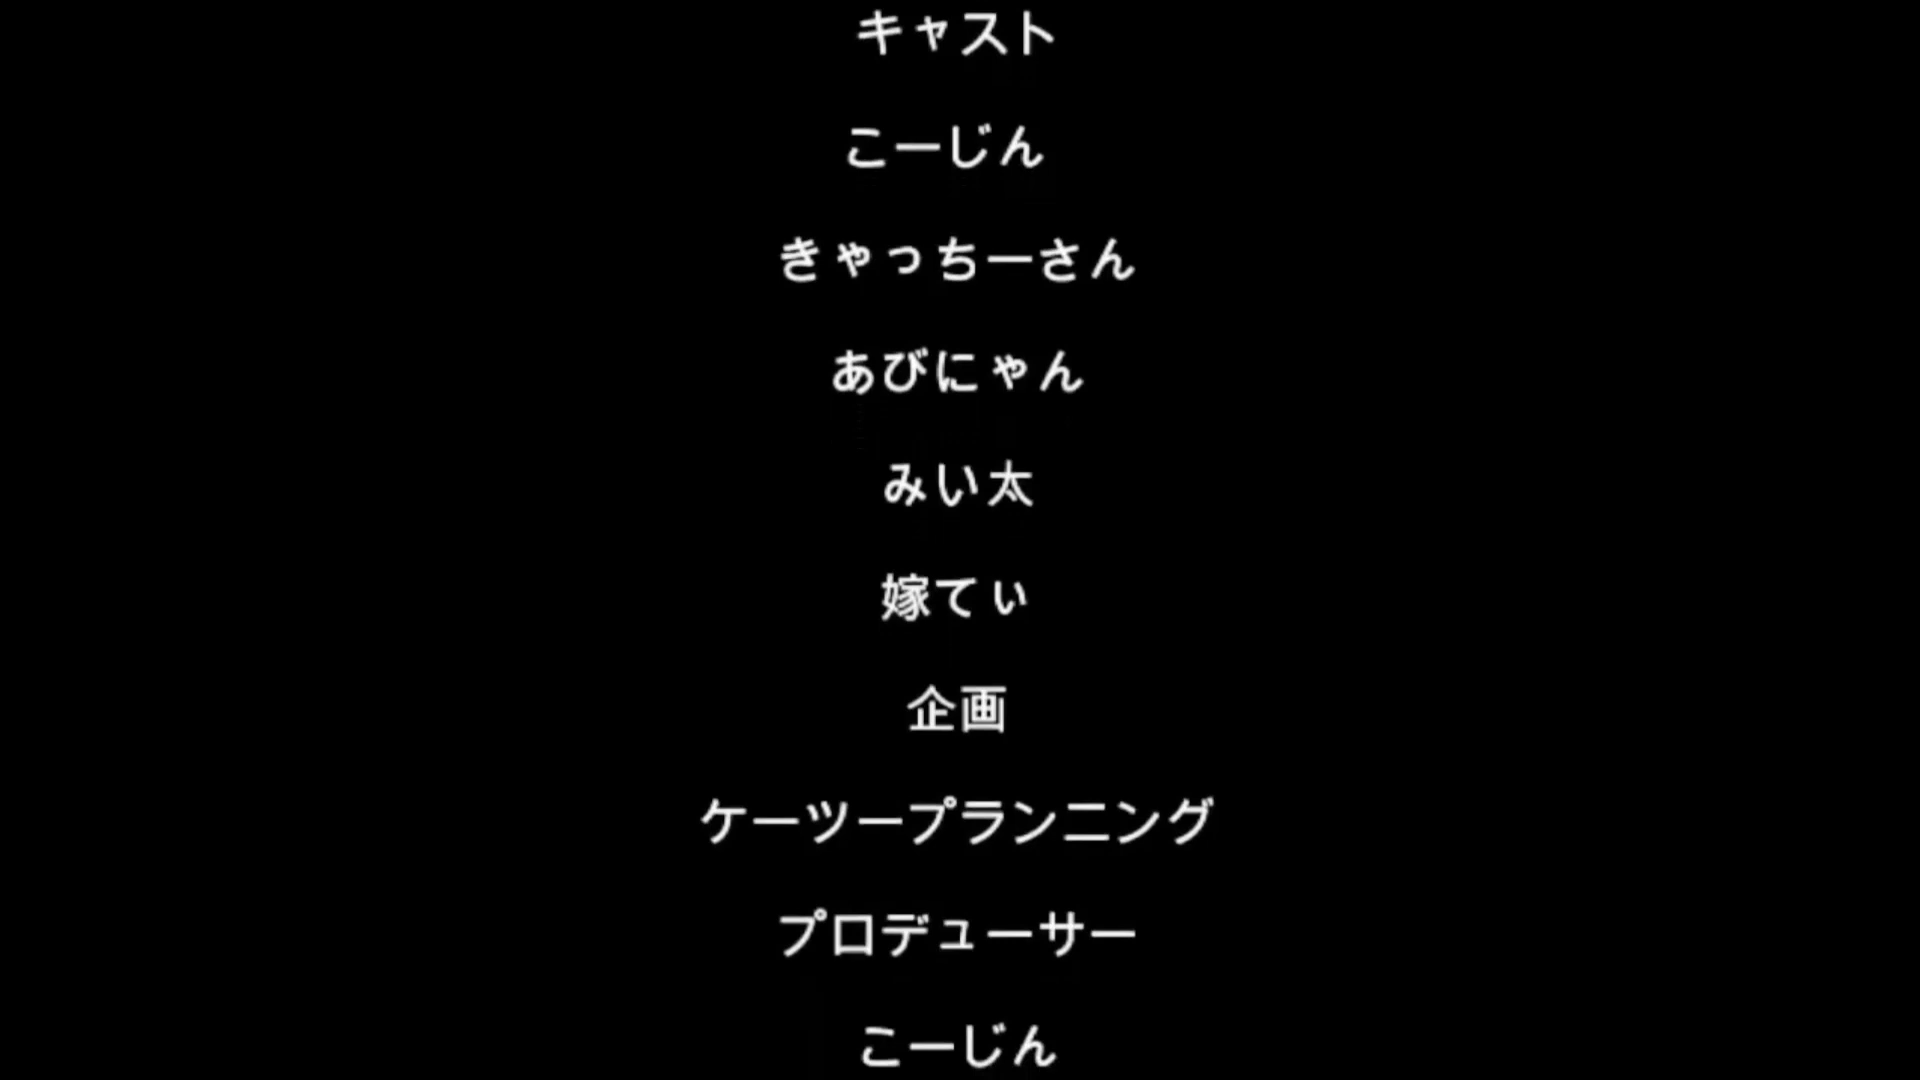 キャスト
こーじん
きゃっちーさん
あびにゃん
みい太
嫁てぃ
企画
ケーツープランニング
プロデューサー
こーじん